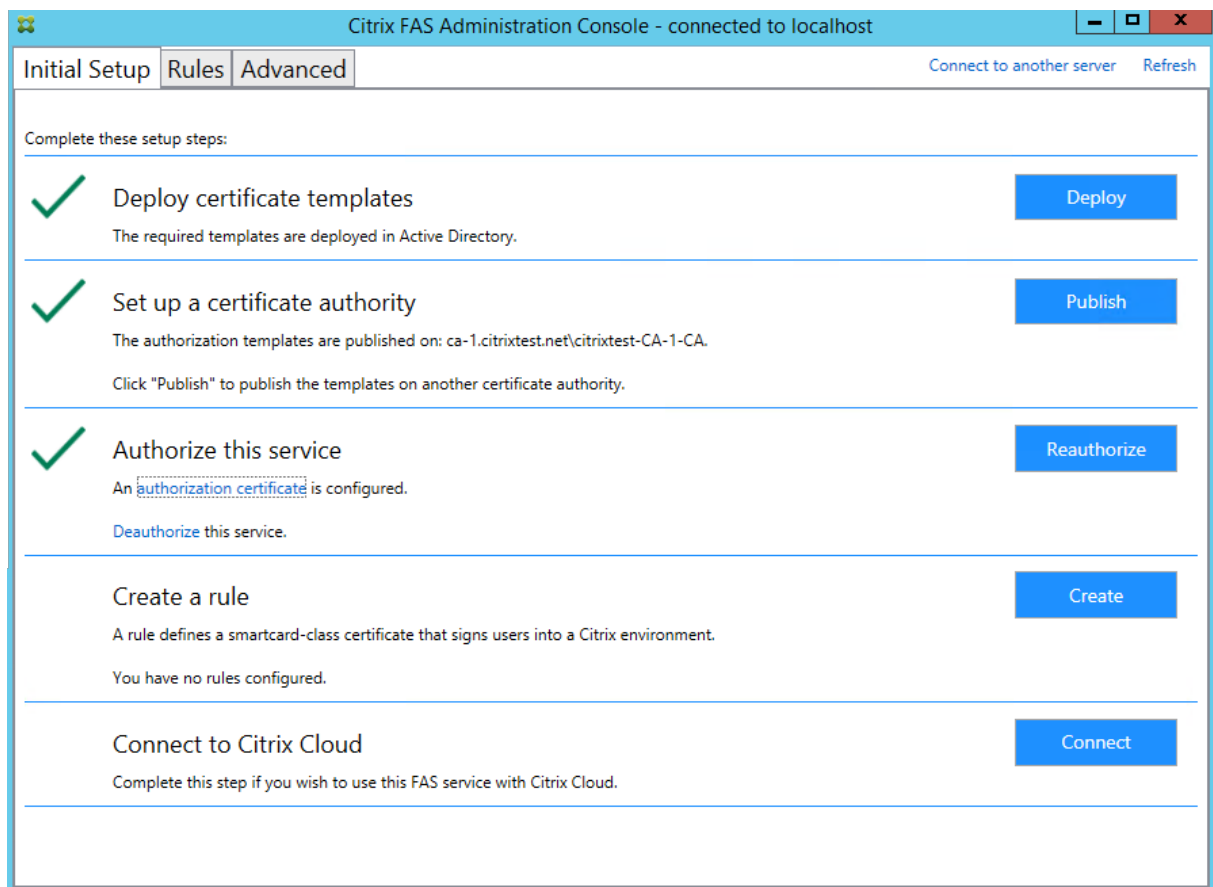 Citrix FAS Administration Console - connected to localhost
Initial Setup Rules Advanced Connect to another server Refresh
Complete these setup steps:
Deploy certificate templates Deploy
The required templates are deployed in Active Directory.
Set up a certificate authority Publish
The authorization templates are published on: ca-1.citrixtest.net\citrixtest-CA-1-CA.
Click "Publish" to publish the templates on another certificate authority.
Authorize this service Reauthorize
An authorization certificate is configured.
Deauthorize this service.
Create a rule Create
A rule defines a smartcard-class certificate that signs users into a Citrix environment.
You have no rules configured.
Connect to Citrix Cloud Connect
Complete this step if you wish to use this FAS service with Citrix Cloud.